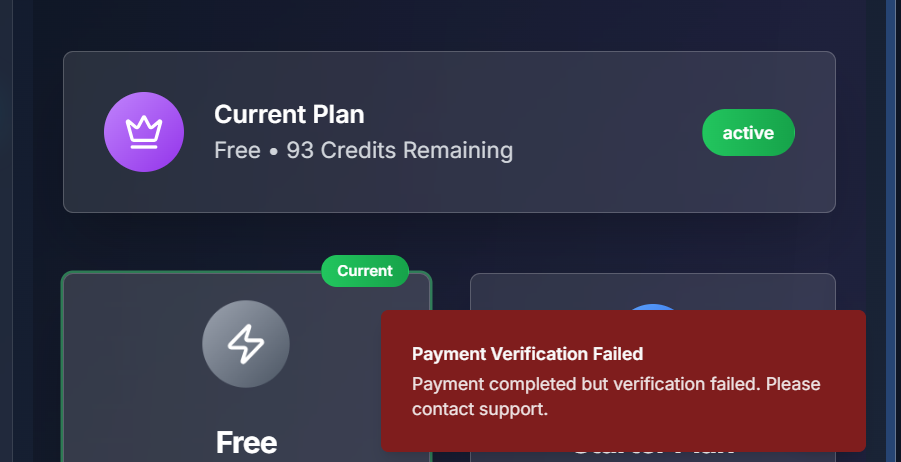 Current Plan
Free • 93 Credits Remaining
active
Current
Free
Payment Verification Failed
Payment completed but verification failed. Please
contact support.